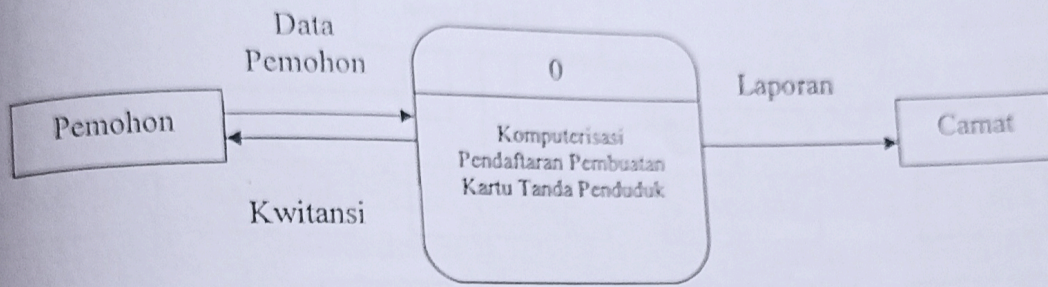 Data
Pemohon
Pemohon
Kwitansi
0
Komputerisasi
Pendaftaran Pembuatan
Kartu Tanda Penduduk
Laporan
Camat